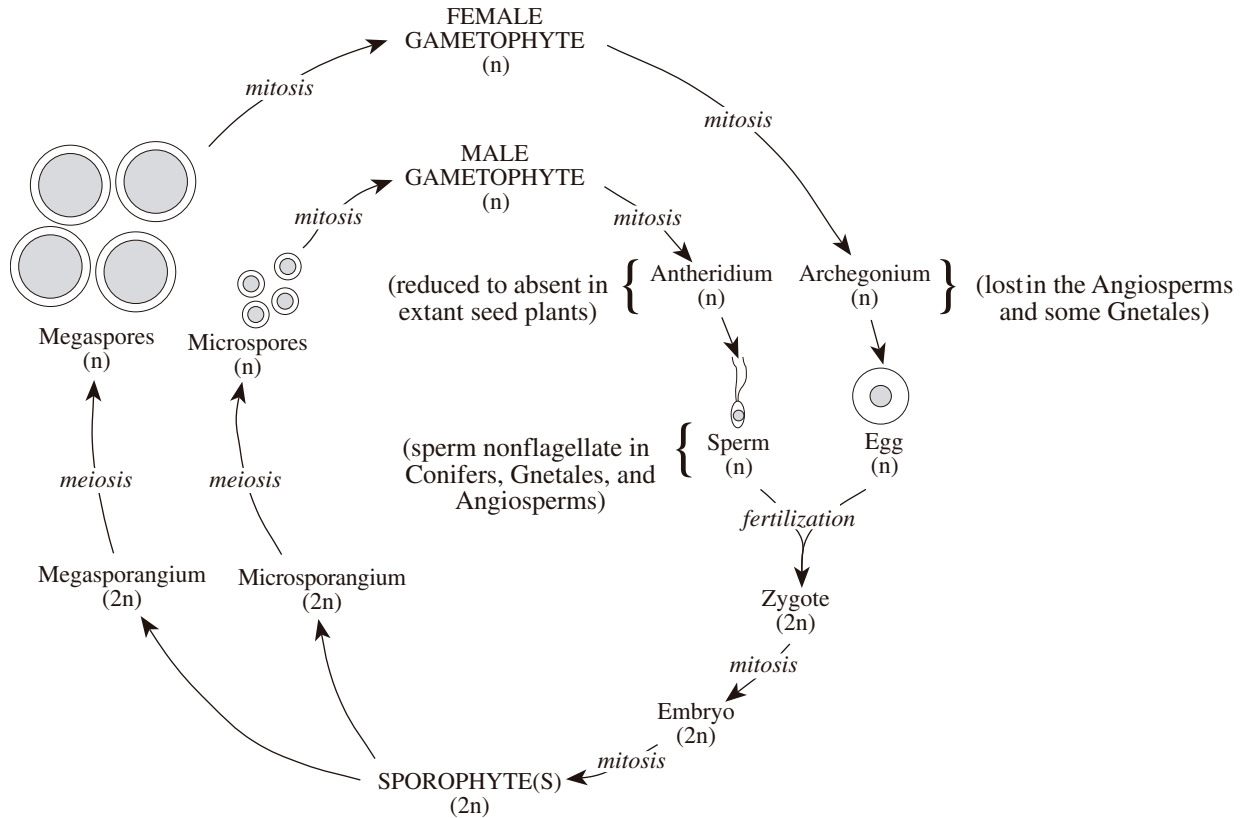 FEMALE
GAMETOPHYTE
(n)
mitosis
mitosis
MALE
GAMETOPHYTE
(n)
mitosis
mitosis
(reduced to absent in
extant seed plants)
{
Antheridium
(n)
Archegonium
(n)
}
(lost in the Angiosperms
and some Gnetales)
Megaspores
(n)
Microspores
(n)
(sperm nonflagellate in
Conifers, Gnetales, and
Angiosperms)
{
Sperm
(n)
Egg
(n)
meiosis
meiosis
fertilization
Megasporangium
(2n)
Microsporangium
(2n)
Zygote
(2n)
mitosis
Embryo
(2n)
mitosis
SPOROPHYTE(S)
(2n)